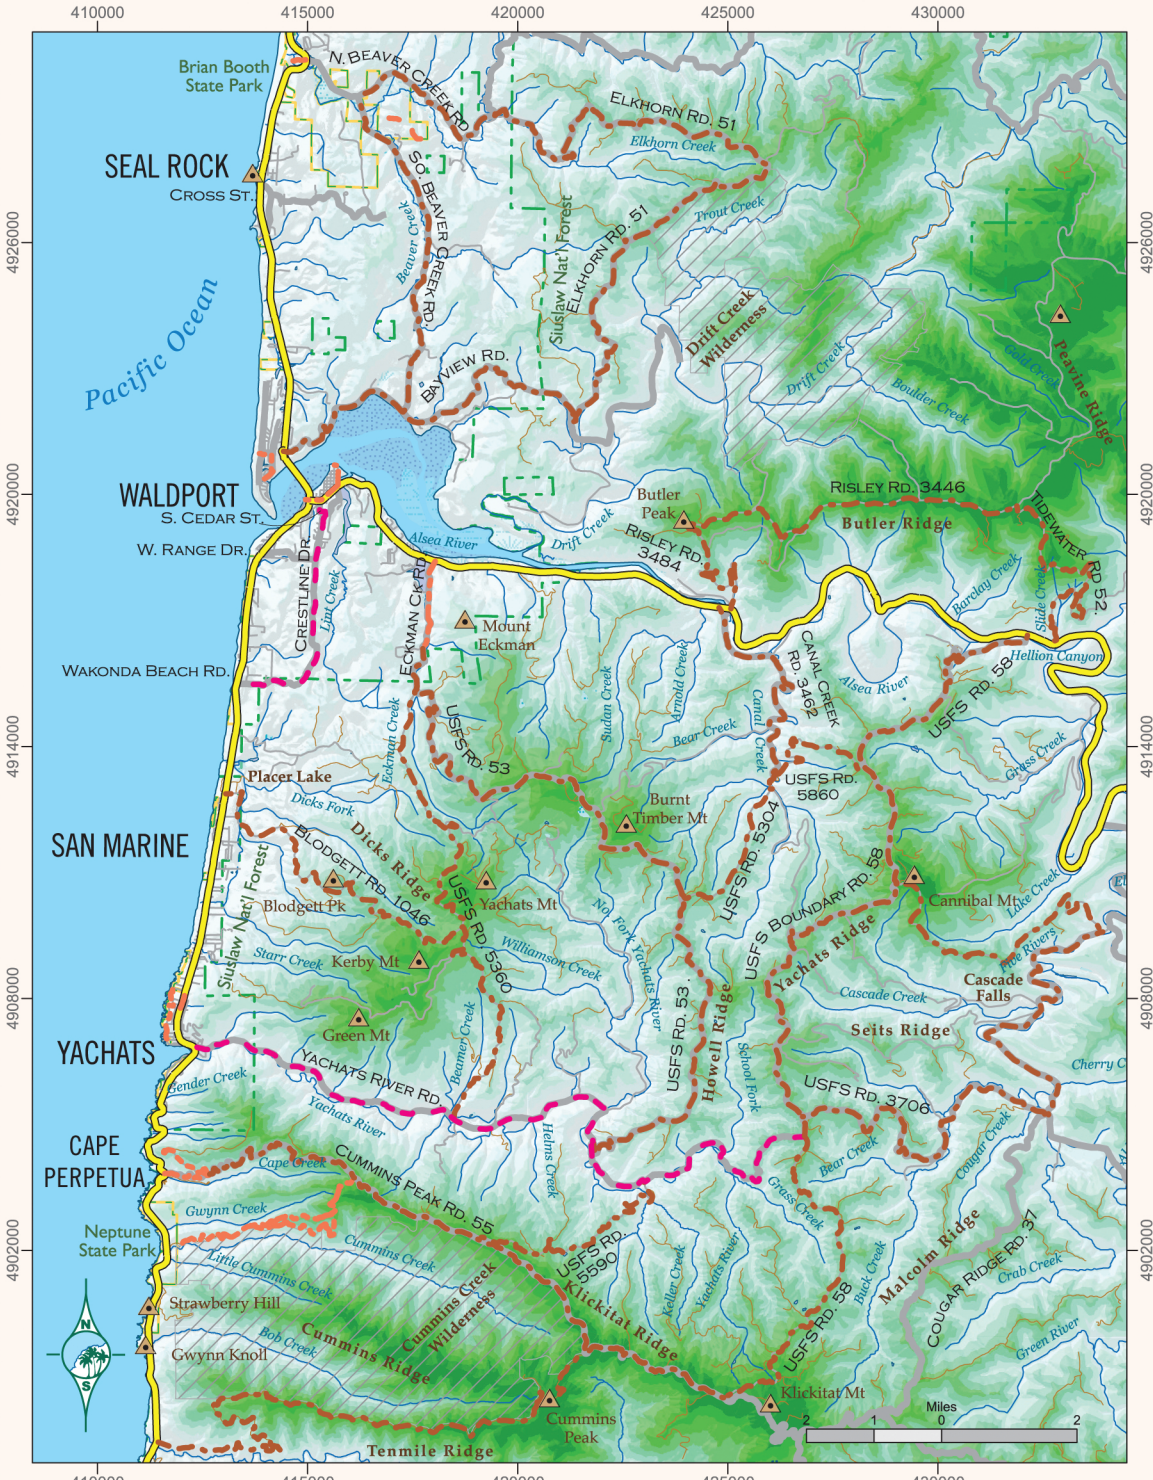 410000
415000
420000
425000
430000
Brian Booth
State Park
N. BEAVER CREEK RD.
ELKHORN RD. 51
Elkhorn Creek
SEAL ROCK
CROSS ST.
SO. BEAVER CREEK RD.
Beaver Creek
Trout Creek
4926000
4926000
Siuslaw Nat'l Forest
ELKHORN RD. 51
Pacific Ocean
Drift Creek
Wilderness
Drift Creek
Gold Creek
Peavine Ridge
Boulder Creek
BAYVIEW RD.
4920000
4920000
WALDPORT
S. CEDAR ST.
W. RANGE DR.
Butler
Peak
RISLEY RD. 3446
Butler Ridge
TIDEWATER RD 52
RISLEY RD.
3484
Drift Creek
Alsea River
CRESTLINE DR.
Lint Creek
ECKMAN CK RD.
Mount
Eckman
Barclay Creek
Slide Creek
Hellion Canyon
WAKONDA BEACH RD.
CANAL CREEK
RD. 3462
Alsea River
USFS RD. 58
Sudan Creek
Arnold Creek
Bear Creek
Canal Creek
Eckman Creek
USFS RD. 53
Grass Creek
4914000
4914000
Placer Lake
Dicks Fork
USFS RD.
5860
Burnt
Timber Mt
SAN MARINE
Dicks Ridge
BLODGETT RD. 1046
Blodgett Pk
Siuslaw Nat'l Forest
USFS RD. 5304
USFS BOUNDARY RD. 58
Yachats Mt
Cannibal Mt
Lake Creek
USFS RD. 5360
No. Fork Yachats River
Yachats Ridge
Five Rivers
Starr Creek
Kerby Mt
Williamson Creek
Cascade
Falls
Cascade Creek
4908000
4908000
Green Mt
Seits Ridge
USFS RD. 53
Howell Ridge
YACHATS
YACHATS RIVER RD.
Beamer Creek
School Fork
Cherry C
Gender Creek
Yachats River
USFS RD. 3706
Helms Creek
Bear Creek
Cougar Creek
CAPE
PERPETUA
Cape Creek
CUMMINS PEAK RD. 55
Grass Creek
Gwynn Creek
Neptune
State Park
Cummins Creek
Malcolm Ridge
4902000
4902000
USFS RD.
5590
Little Cummins Creek
Keller Creek
Yachats River
Buck Creek
COUGAR RIDGE RD. 37
Crab Creek
N
S
Strawberry Hill
Gwynn Knoll
Bob Creek
Cummins Creek
Wilderness
Klickitat Ridge
Cummins Ridge
USFS RD. 58
Green River
Klickitat Mt
Cummins
Peak
Tenmile Ridge
Miles
2
1
0
2
410000
415000
420000
425000
430000